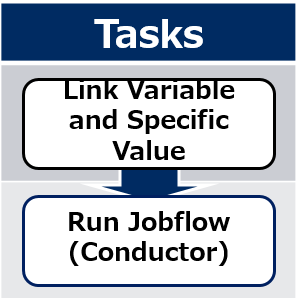 Tasks
Link Variable
and Specific
Value
Run Jobflow
(Conductor)